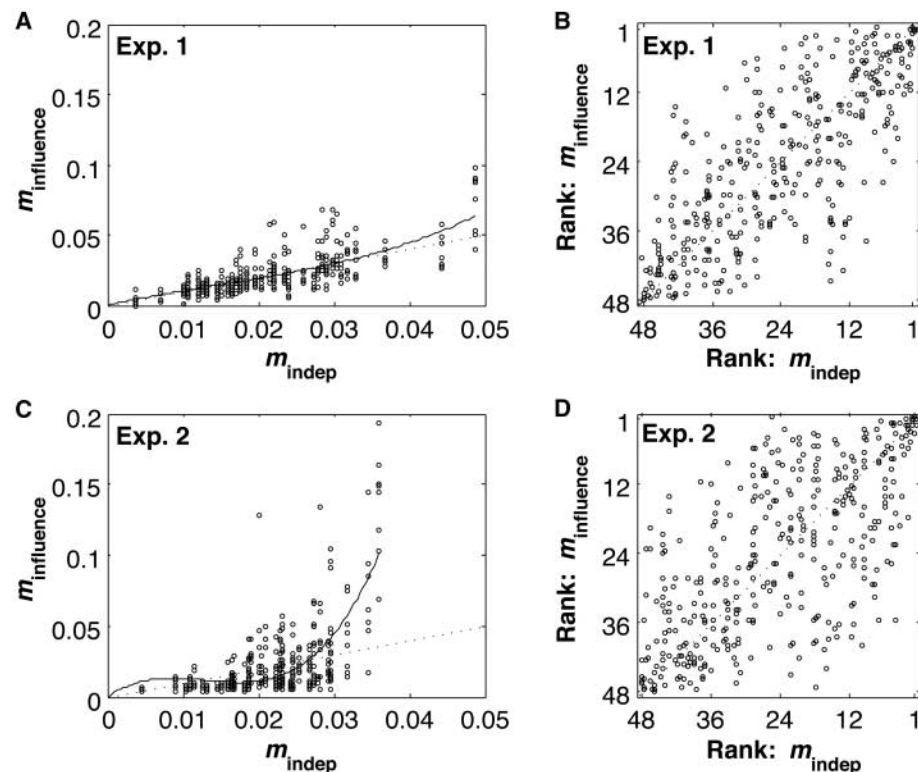 A
Exp. 1
0.2
0.15
0.1
0.05
0
0 0.01 0.02 0.03 0.04 0.05
m_influence
m_indep
B
Exp. 1
1
12
24
36
48
48 36 24 12 1
Rank: m_influence
Rank: m_indep
C
Exp. 2
0.2
0.15
0.1
0.05
0
0 0.01 0.02 0.03 0.04 0.05
m_influence
m_indep
D
Exp. 2
1
12
24
36
48
48 36 24 12 1
Rank: m_influence
Rank: m_indep